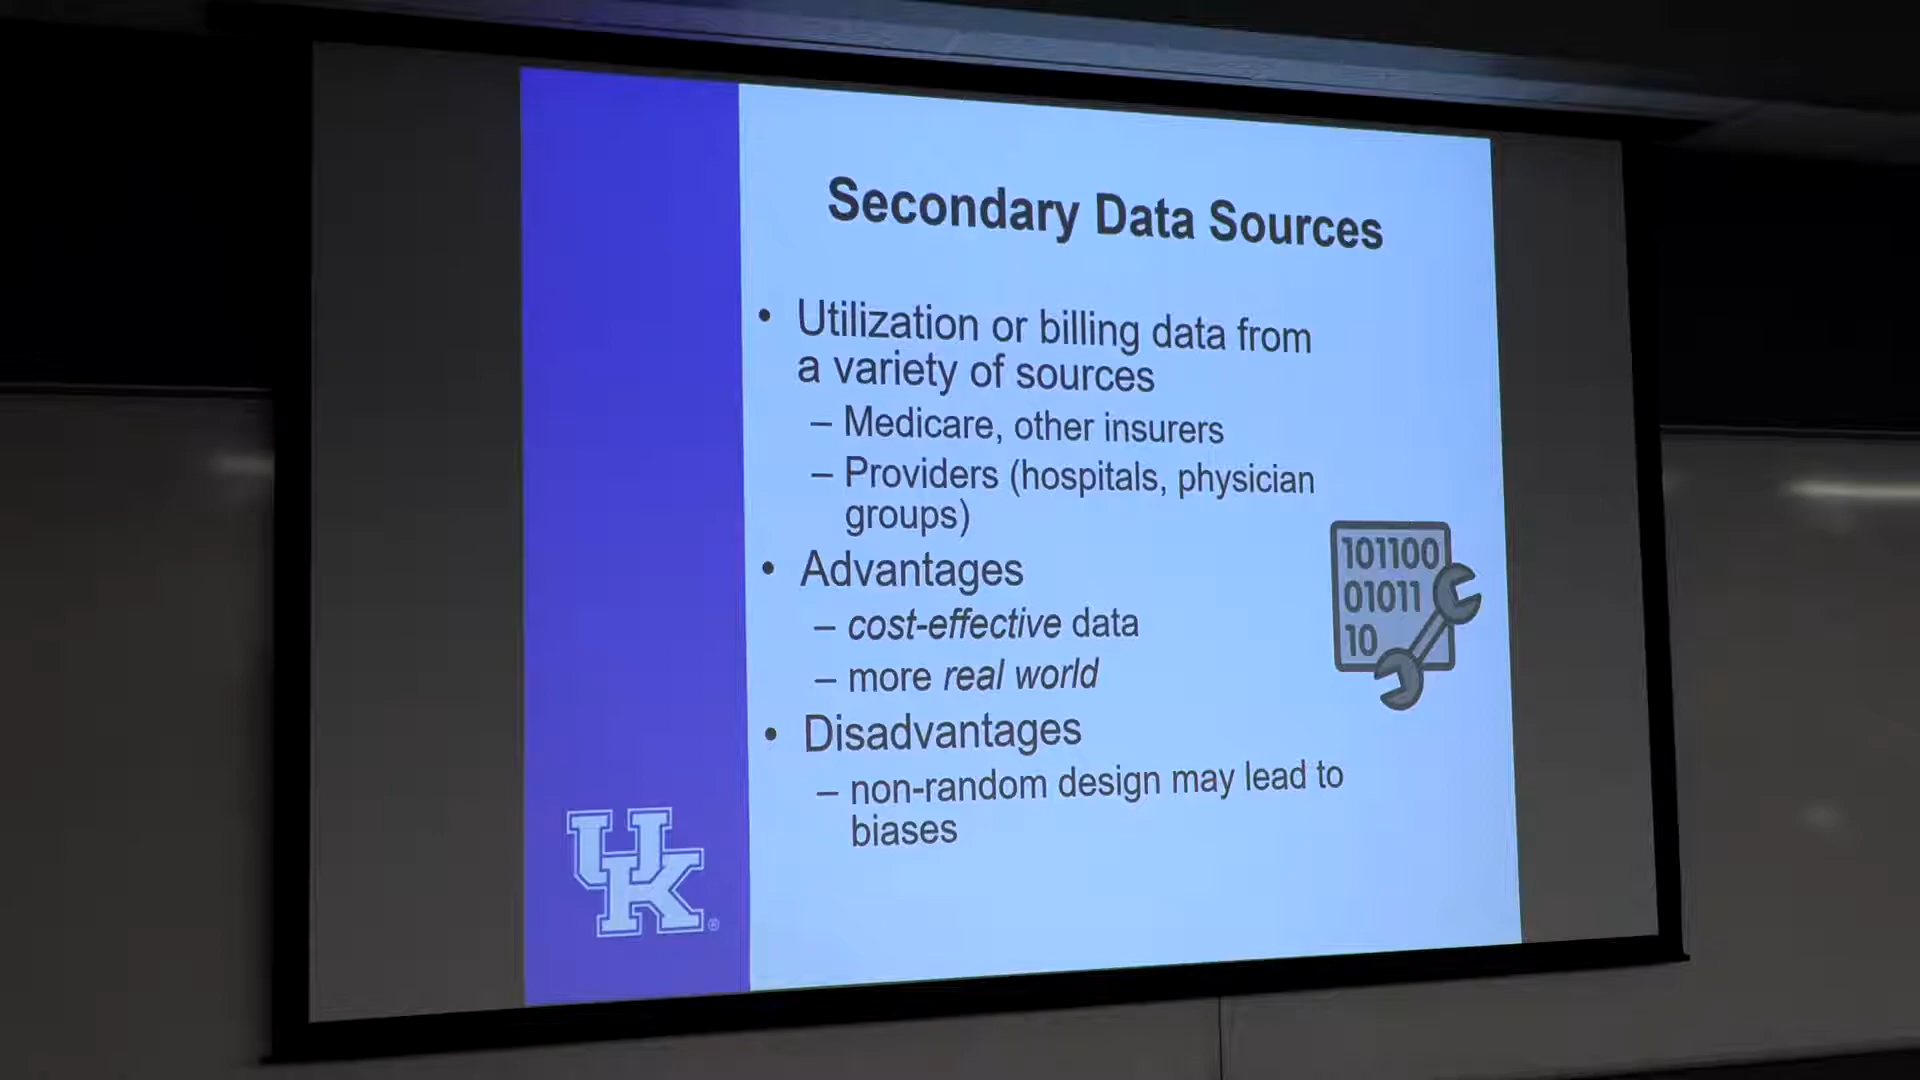 Secondary Data Sources
• Utilization or billing data from
a variety of sources
– Medicare, other insurers
– Providers (hospitals, physician
groups)
• Advantages
– cost-effective data
– more real world
• Disadvantages
– non-random design may lead to
biases
101100
01011
10
UK®